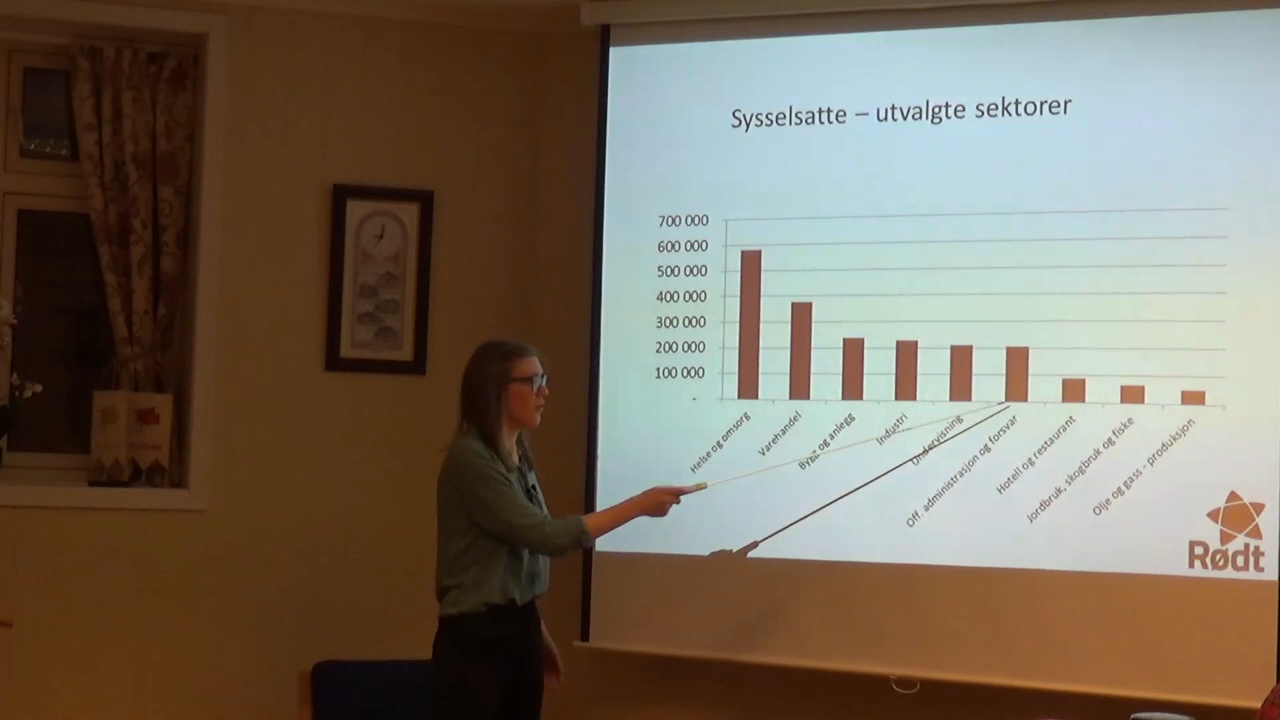 Sysselsatte – utvalgte sektorer
700 000
600 000
500 000
400 000
300 000
200 000
100 000
-
Helse og omsorg
Varehandel
Bygg og anlegg
Industri
Undervisning
Off. administrasjon og forsvar
Hotell og restaurant
Jordbruk, skogbruk og fiske
Olje og gass - produksjon
Rødt